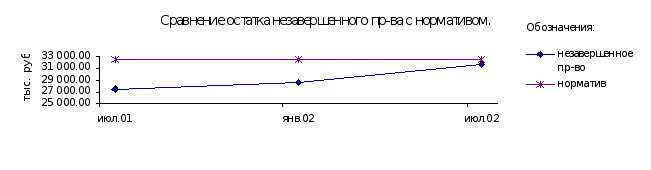 Сравнение остатка незавершенного пр-ва с нормативом.
Обозначения:
незавершенное
пр-во
норматив
тыс. руб
33 000.00
31 000.00
29 000.00
27 000.00
25 000.00
июл.01
янв.02
июл.02